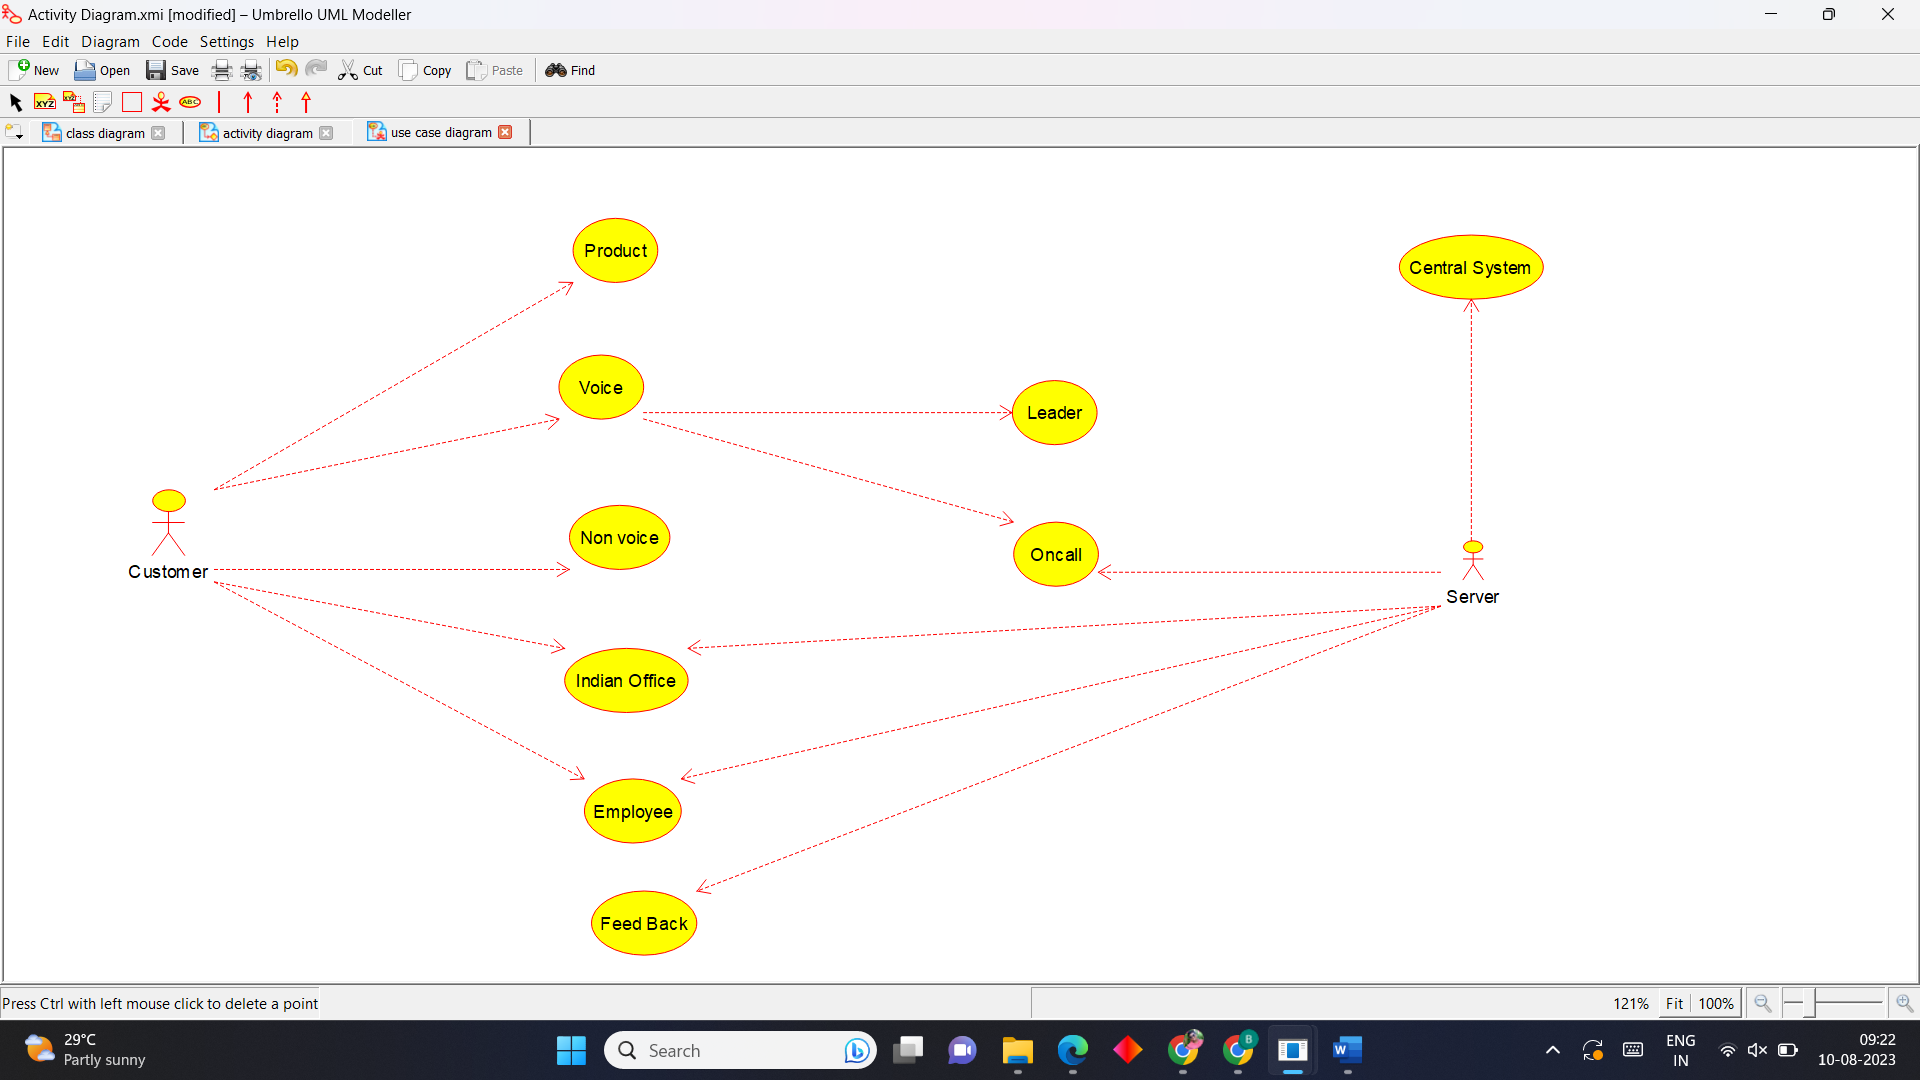 Activity Diagram.xmi [modified] – Umbrello UML Modeller
File Edit Diagram Code Settings Help
New Open Save Cut Copy Paste Find
XYZ XYZ ABC
class diagram activity diagram use case diagram
Product
Central System
Voice
Leader
Non voice
Oncall
Customer
Server
Indian Office
Employee
Feed Back
Press Ctrl with left mouse click to delete a point
121% Fit 100%
29°C
Partly sunny
Search
B
W
ENG
IN
09:22
10-08-2023